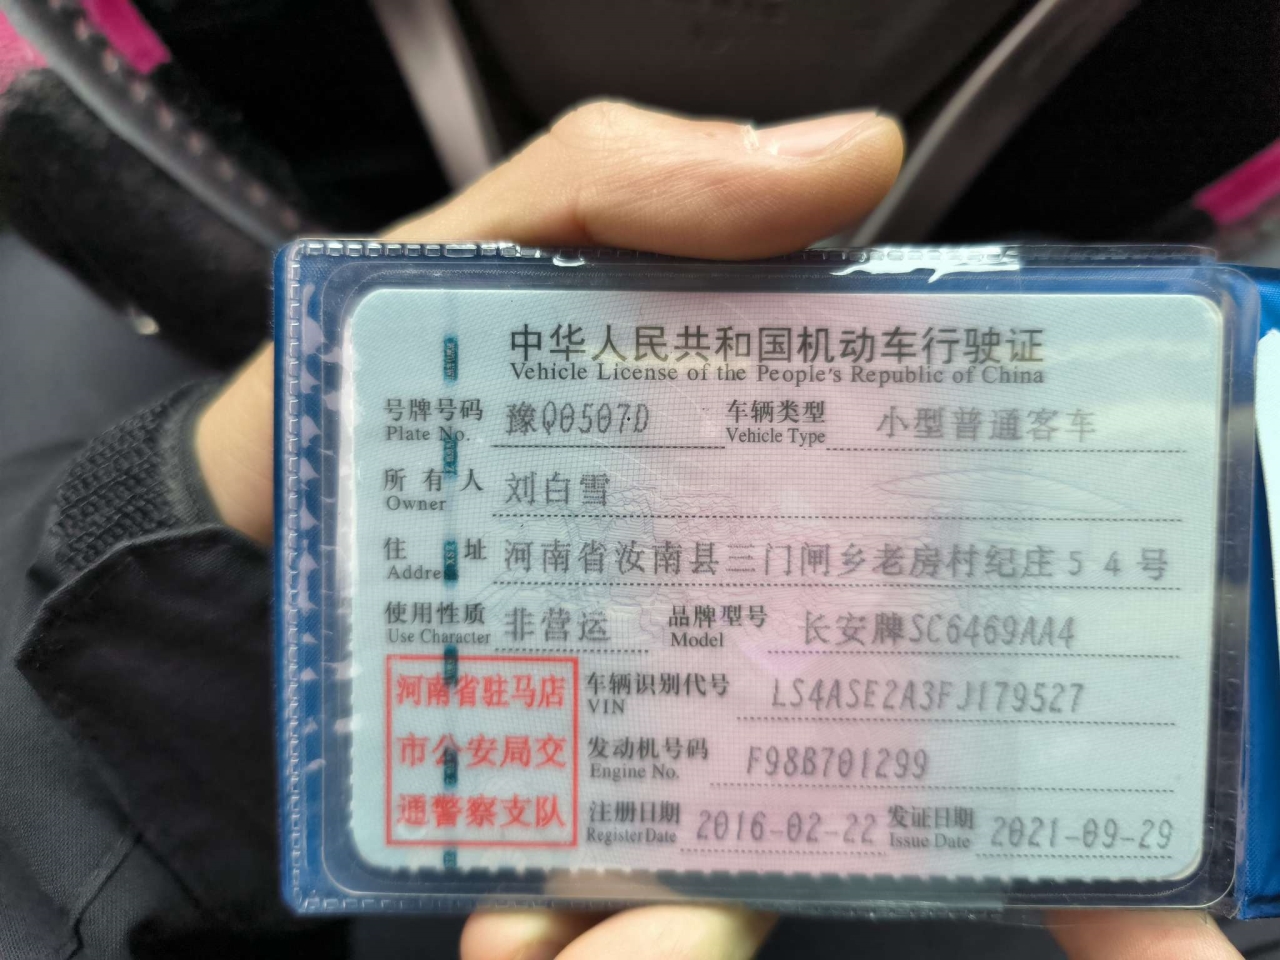 中华人民共和国机动车行驶证
Vehicle License of the People's Republic of China
号牌号码 豫Q0507D 车辆类型 小型普通客车
Plate No. Vehicle Type
所有人 刘白雪
Owner
住址 河南省汝南县三门闸乡老房村纪庄54号
Addre
使用性质 非营运 品牌型号 长安牌SC6469AA4
Use Character Model
河南省驻马店
市公安局交
通警察支队
车辆识别代号 LS4ASE2A3FJ179527
VIN
发动机号码 F98B701299
Engine No.
注册日期 2016-02-22 发证日期 2021-09-29
Register Date Issue Date